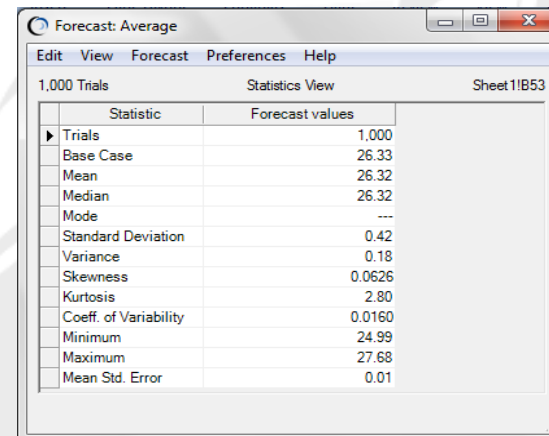 Forecast: Average
Edit View Forecast Preferences Help
1,000 Trials Statistics View Sheet1!B53
Statistic Forecast values
Trials 1,000
Base Case 26.33
Mean 26.32
Median 26.32
Mode ---
Standard Deviation 0.42
Variance 0.18
Skewness 0.0626
Kurtosis 2.80
Coeff. of Variability 0.0160
Minimum 24.99
Maximum 27.68
Mean Std. Error 0.01